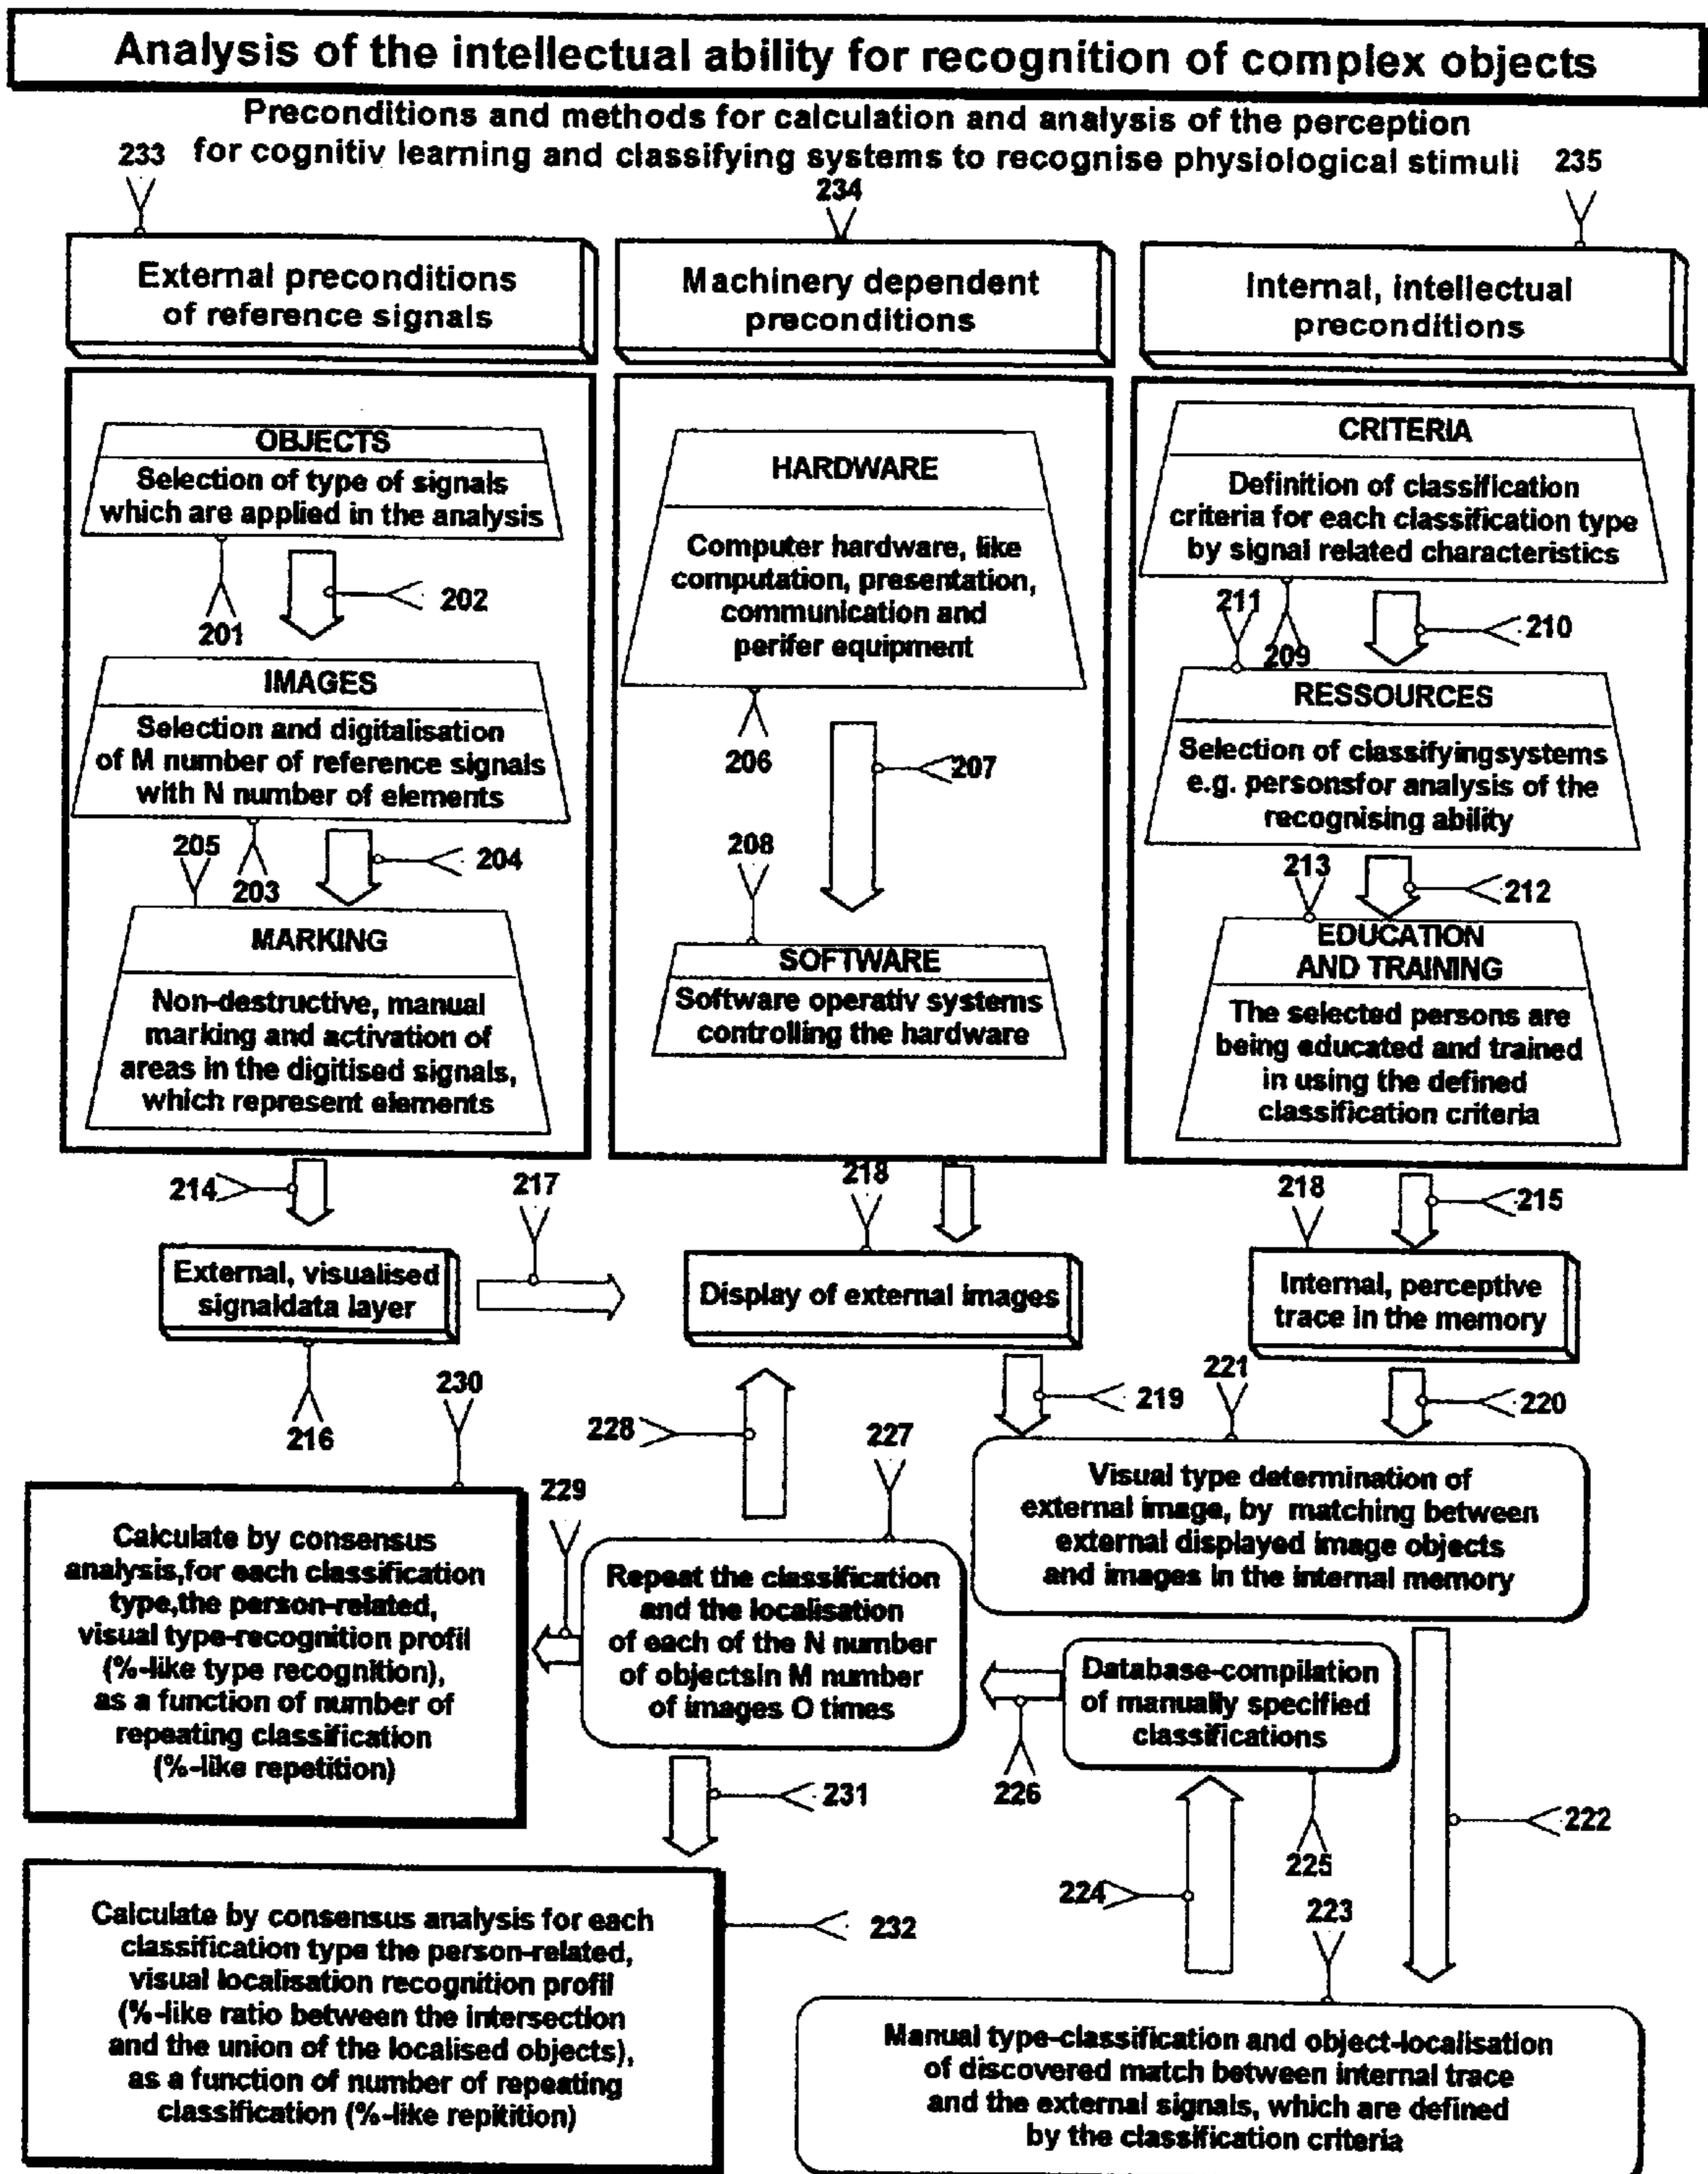 Analysis of the intellectual ability for recognition of complex objects
Preconditions and methods for calculation and analysis of the perception
for cognitiv learning and classifying systems to recognise physiological stimuli
233
234
235
External preconditions
of reference signals
Machinery dependent
preconditions
Internal, intellectual
preconditions
OBJECTS
Selection of type of signals
which are applied in the analysis
201
202
IMAGES
Selection and digitalisation
of M number of reference signals
with N number of elements
205
203
204
MARKING
Non-destructive, manual
marking and activation of
areas in the digitised signals,
which represent elements
HARDWARE
Computer hardware, like
computation, presentation,
communication and
perifer equipment
206
207
208
SOFTWARE
Software operativ systems
controlling the hardware
CRITERIA
Definition of classification
criteria for each classification type
by signal related characteristics
211
209
210
RESSOURCES
Selection of classifyingsystems
e.g. personsfor analysis of the
recognising ability
213
212
EDUCATION
AND TRAINING
The selected persons are
being educated and trained
in using the defined
classification criteria
214
217
218
218
215
External, visualised
signaldata layer
Display of external images
Internal, perceptive
trace in the memory
216
230
228
227
219
221
220
229
Visual type determination of
external image, by matching between
external displayed image objects
and images in the internal memory
Calculate by consensus
analysis,for each classification
type,the person-related,
visual type-recognition profil
(%-like type recognition),
as a function of number of
repeating classification
(%-like repetition)
Repeat the classification
and the localisation
of each of the N number
of objectsin M number
of images O times
Database-compilation
of manually specified
classifications
226
231
225
222
224
223
232
Calculate by consensus analysis for each
classification type the person-related,
visual localisation recognition profil
(%-like ratio between the intersection
and the union of the localised objects),
as a function of number of repeating
classification (%-like repitition)
Manual type-classification and object-localisation
of discovered match between internal trace
and the external signals, which are defined
by the classification criteria